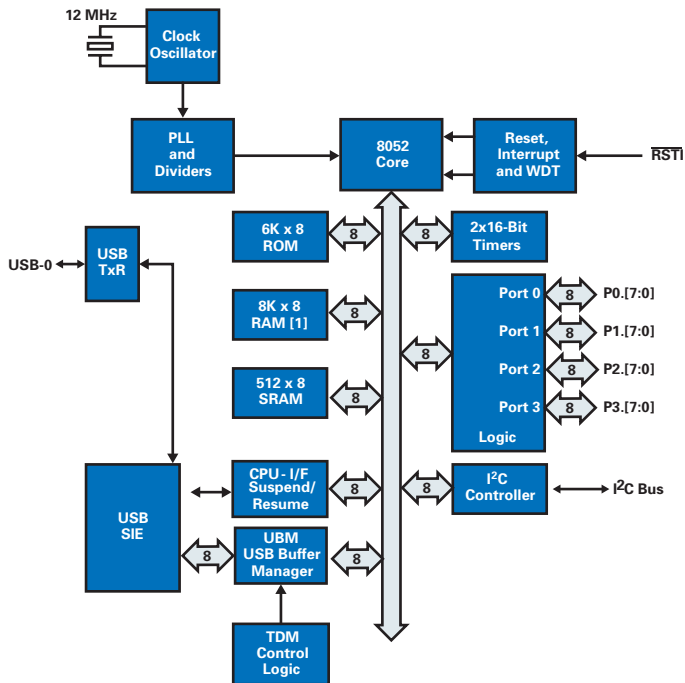 12 MHz
Clock
Oscillator
PLL
and
Dividers
8052
Core
Reset,
Interrupt
and WDT
RSTI
6K x 8
ROM
8
8
2x16-Bit
Timers
USB-0
USB
TxR
8K x 8
RAM [1]
8
8
Port 0
8
P0.[7:0]
Port 1
8
P1.[7:0]
Port 2
8
P2.[7:0]
Port 3
8
P3.[7:0]
Logic
512 x 8
SRAM
8
USB
SIE
CPU - I/F
Suspend/
Resume
8
8
I²C
Controller
I²C Bus
8
UBM
USB Buffer
Manager
8
TDM
Control
Logic